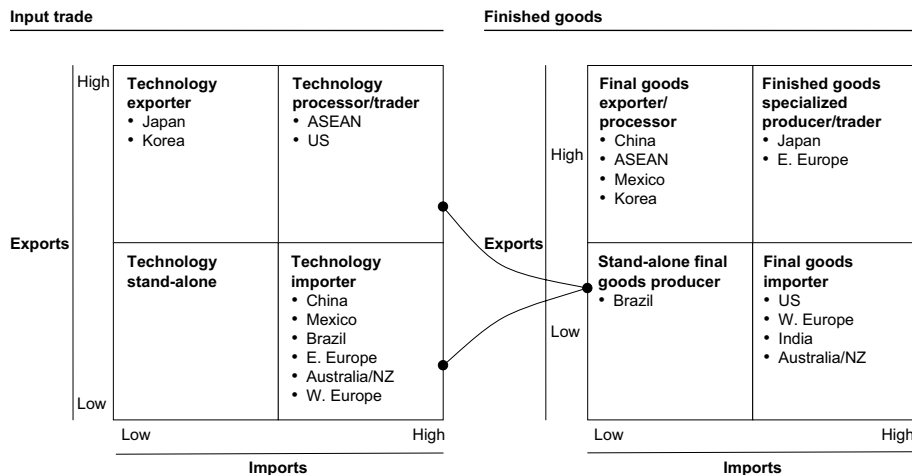 Input trade
Exports
High
Low
Technology
exporter
• Japan
• Korea
Technology
processor/trader
• ASEAN
• US
Technology
stand-alone
Technology
importer
• China
• Mexico
• Brazil
• E. Europe
• Australia/NZ
• W. Europe
Low
High
Imports
Finished goods
Exports
High
Low
Final goods
exporter/
processor
• China
• ASEAN
• Mexico
• Korea
Finished goods
specialized
producer/trader
• Japan
• E. Europe
Stand-alone final
goods producer
• Brazil
Final goods
importer
• US
• W. Europe
• India
• Australia/NZ
Low
High
Imports